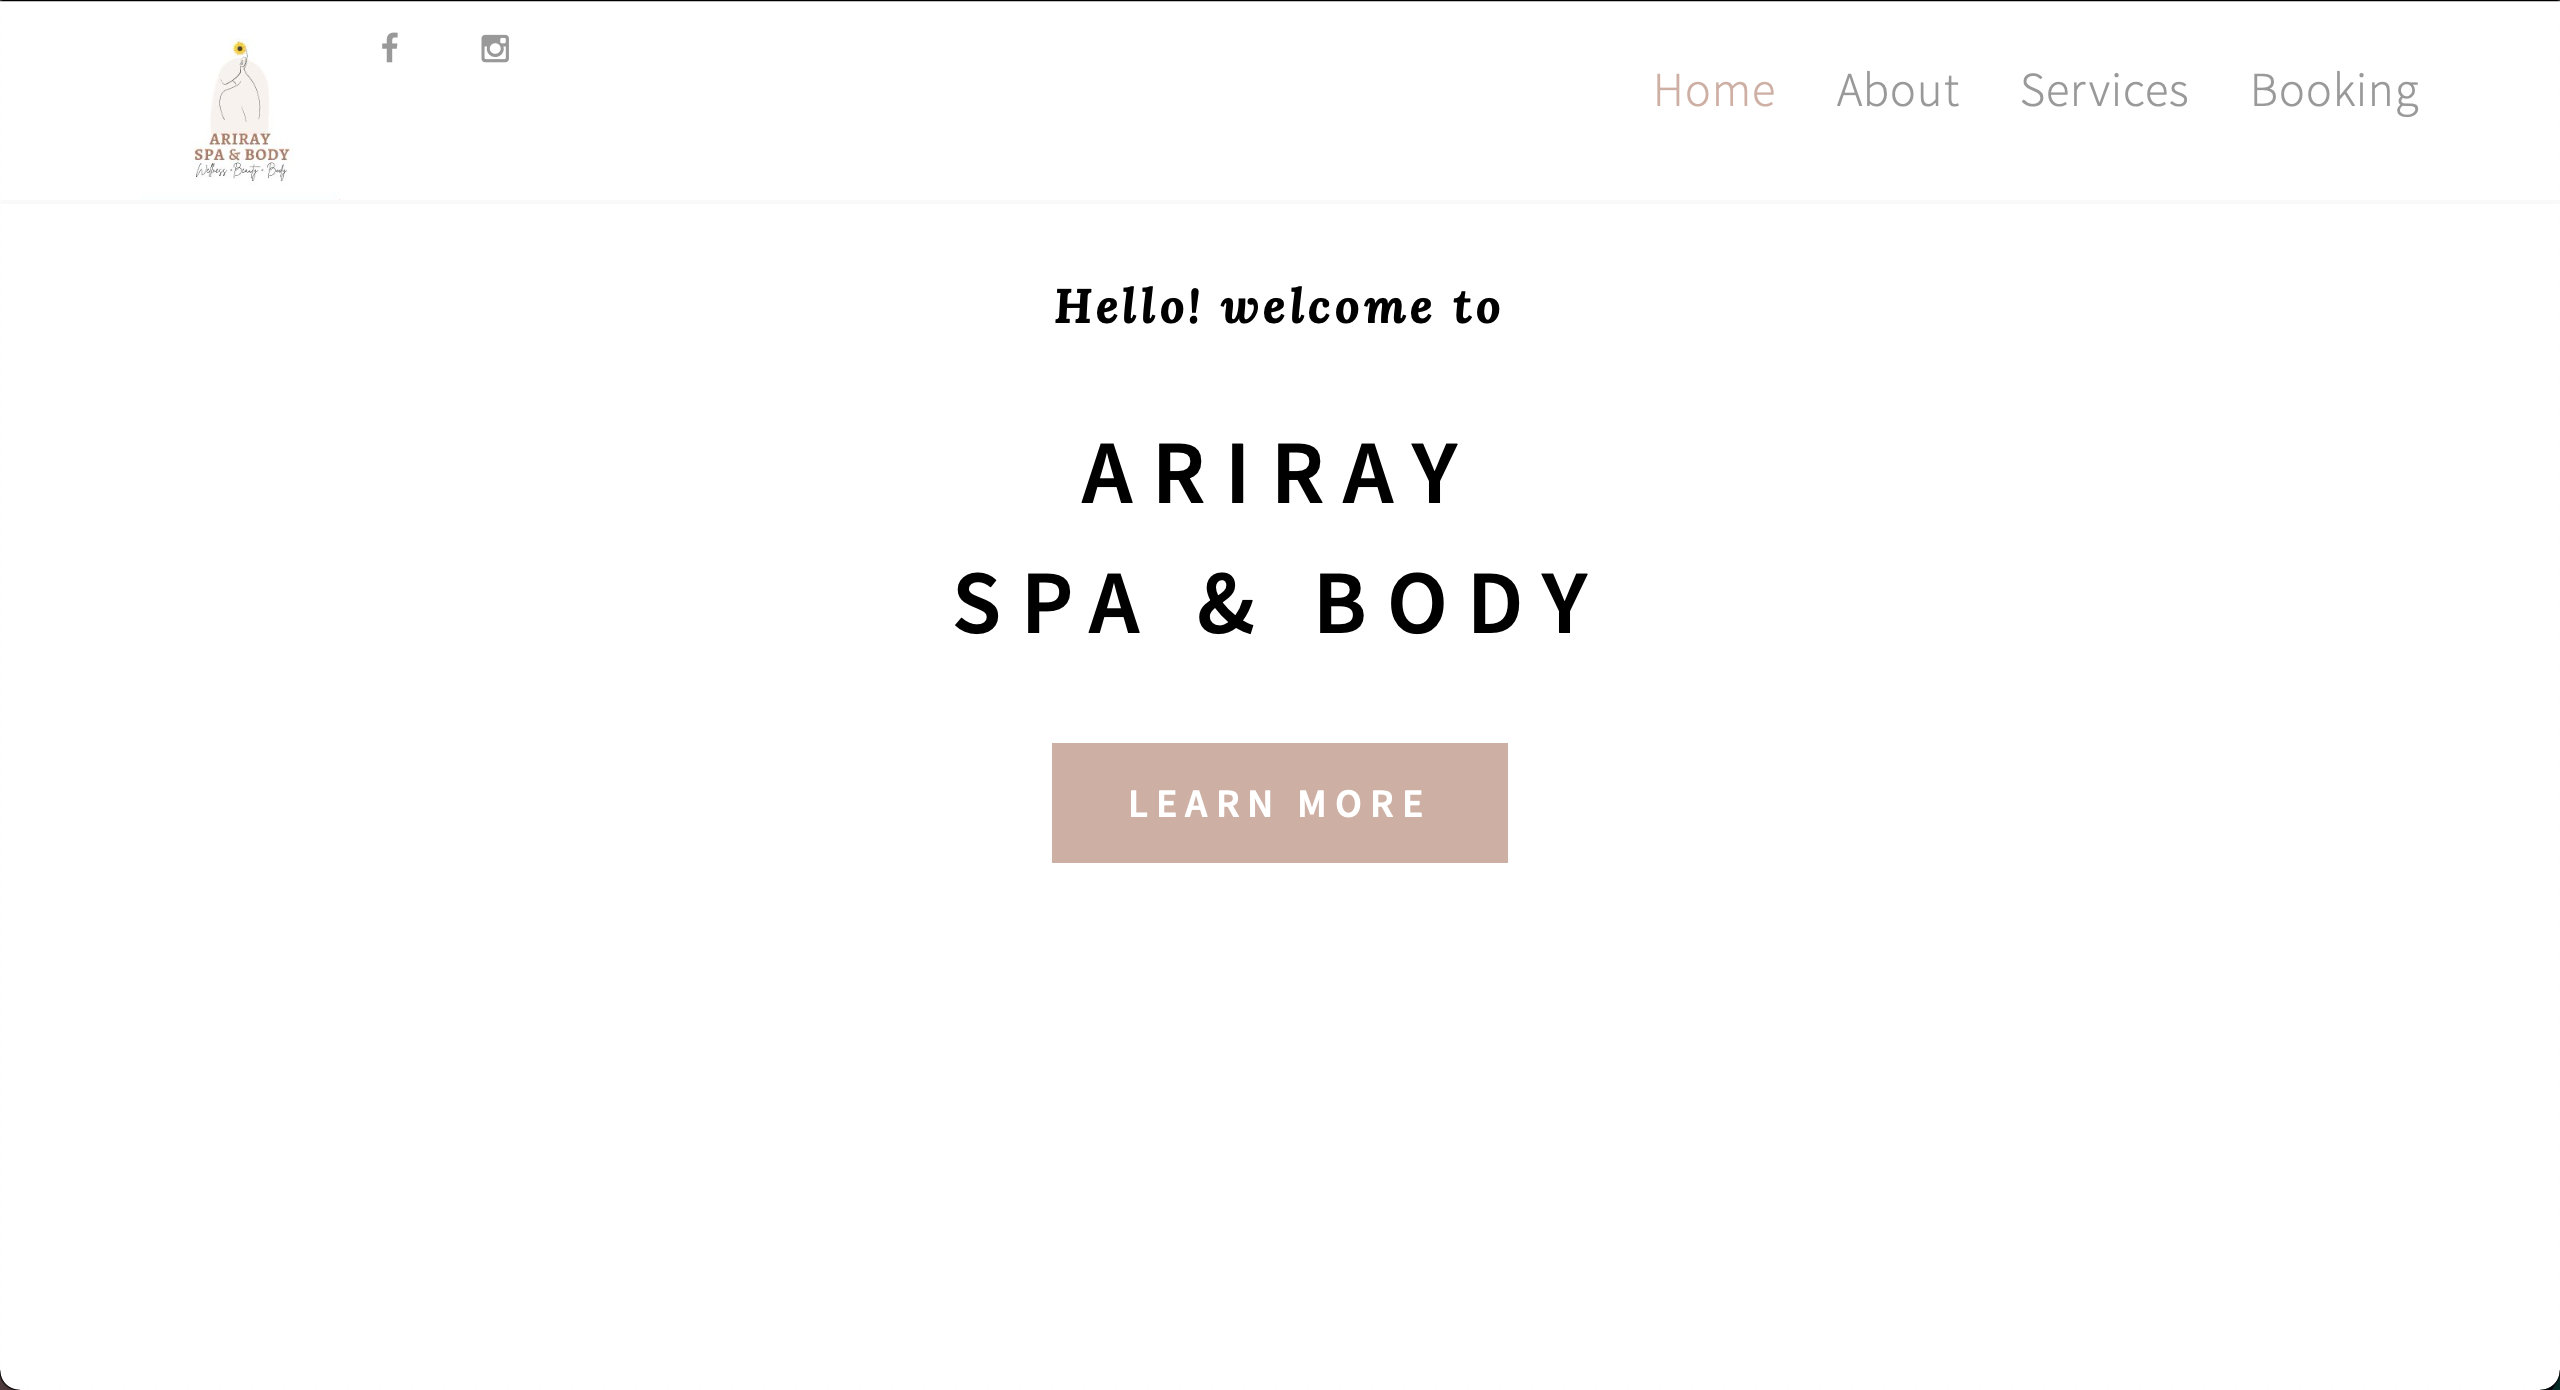 ARIRAY
SPA & BODY
Wellness • Beauty • Body
Home About Services Booking
Hello! welcome to
ARIRAY
SPA & BODY
LEARN MORE